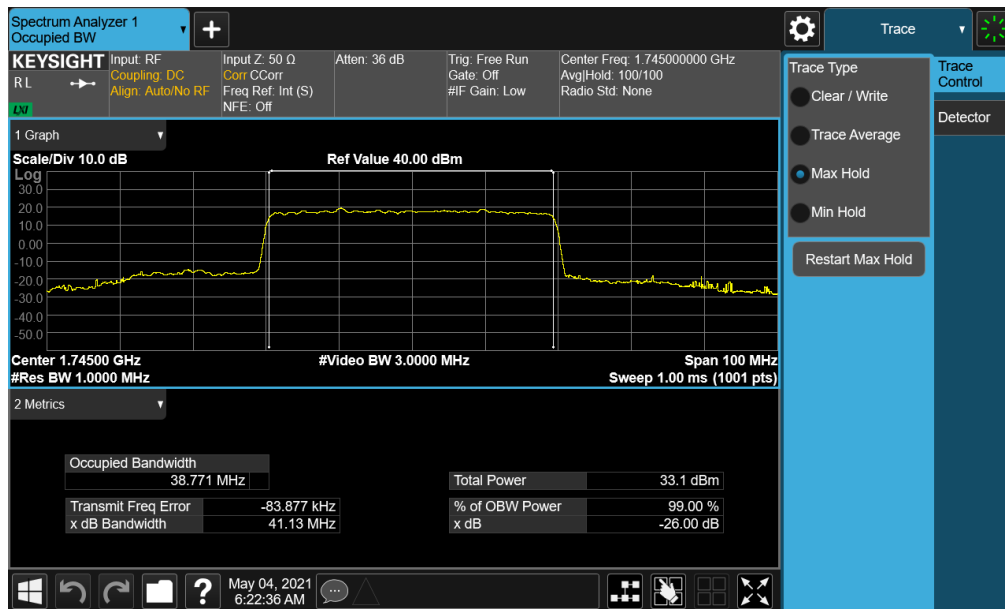 Spectrum Analyzer 1
Occupied BW
+
Trace
KEYSIGHT
R L
LXI
Input: RF
Coupling: DC
Align: Auto/No RF
Input Z: 50 Ω
Corr CCorr
Freq Ref: Int (S)
NFE: Off
Atten: 36 dB
Trig: Free Run
Gate: Off
#IF Gain: Low
Center Freq: 1.745000000 GHz
Avg|Hold: 100/100
Radio Std: None
Trace Type
Clear / Write
Trace Average
Max Hold
Min Hold
Restart Max Hold
Trace
Control
Detector
1 Graph
Scale/Div 10.0 dB
Ref Value 40.00 dBm
Log
30.0
20.0
10.0
0.00
-10.0
-20.0
-30.0
-40.0
-50.0
Center 1.74500 GHz
#Video BW 3.0000 MHz
Span 100 MHz
#Res BW 1.0000 MHz
Sweep 1.00 ms (1001 pts)
2 Metrics
Occupied Bandwidth
38.771 MHz
Total Power 33.1 dBm
Transmit Freq Error -83.877 kHz
% of OBW Power 99.00 %
x dB Bandwidth 41.13 MHz
x dB -26.00 dB
?
May 04, 2021
6:22:36 AM